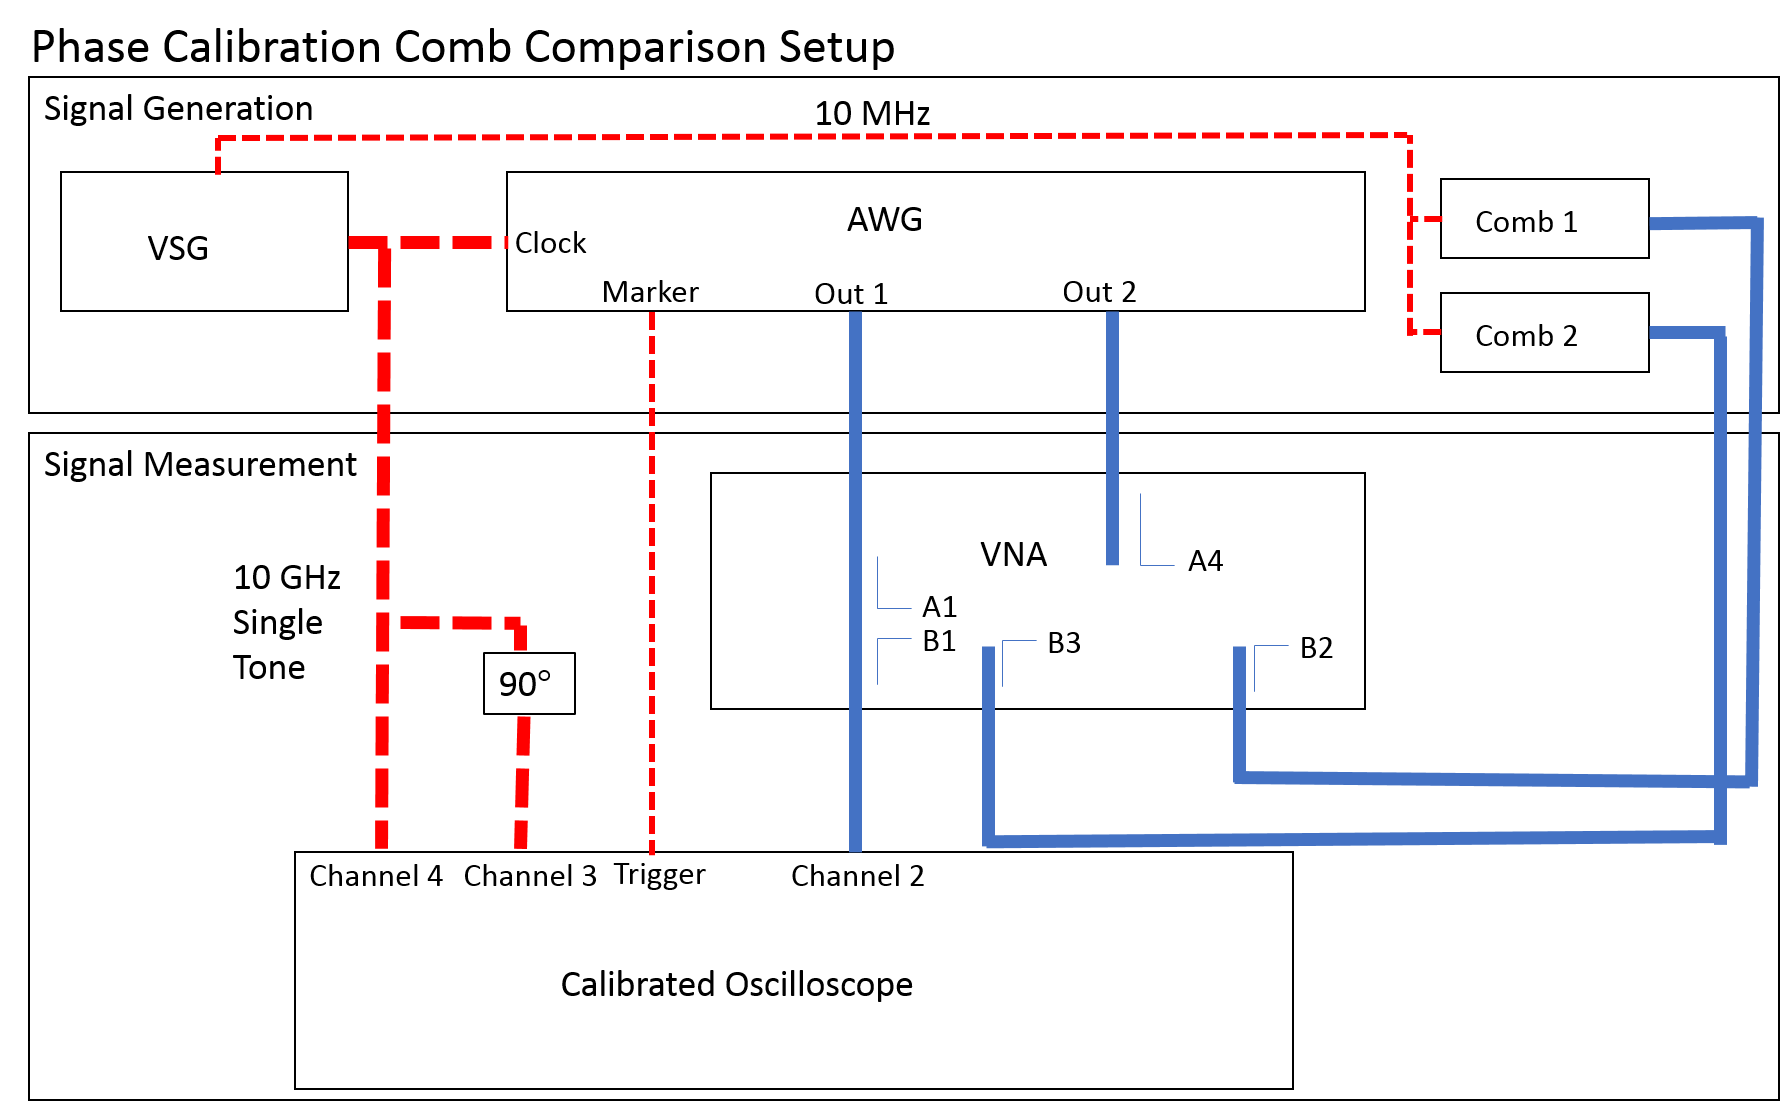 Phase Calibration Comb Comparison Setup
Signal Generation
10 MHz
VSG
AWG
Clock
Marker
Out 1
Out 2
Comb 1
Comb 2
Signal Measurement
VNA
A4
A1
B1
B3
B2
10 GHz
Single
Tone
90°
Channel 4
Channel 3
Trigger
Channel 2
Calibrated Oscilloscope